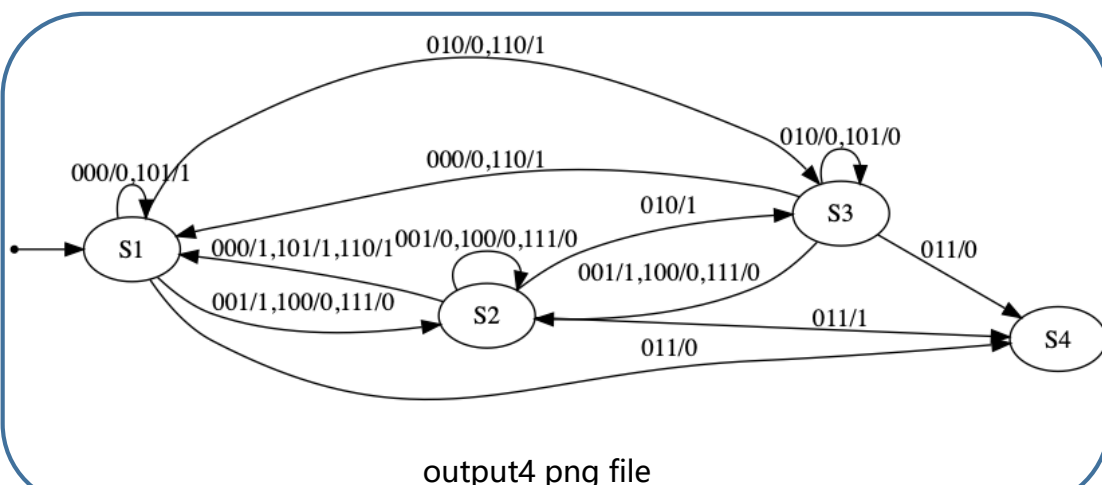 010/0,110/1
010/0,101/0
000/0,110/1
000/0,101/1
010/1
S3
S1
000/1,101/1,110/1
001/0,100/0,111/0
011/0
001/1,100/0,111/0
001/1,100/0,111/0
S2
011/1
S4
011/0
output4 png file